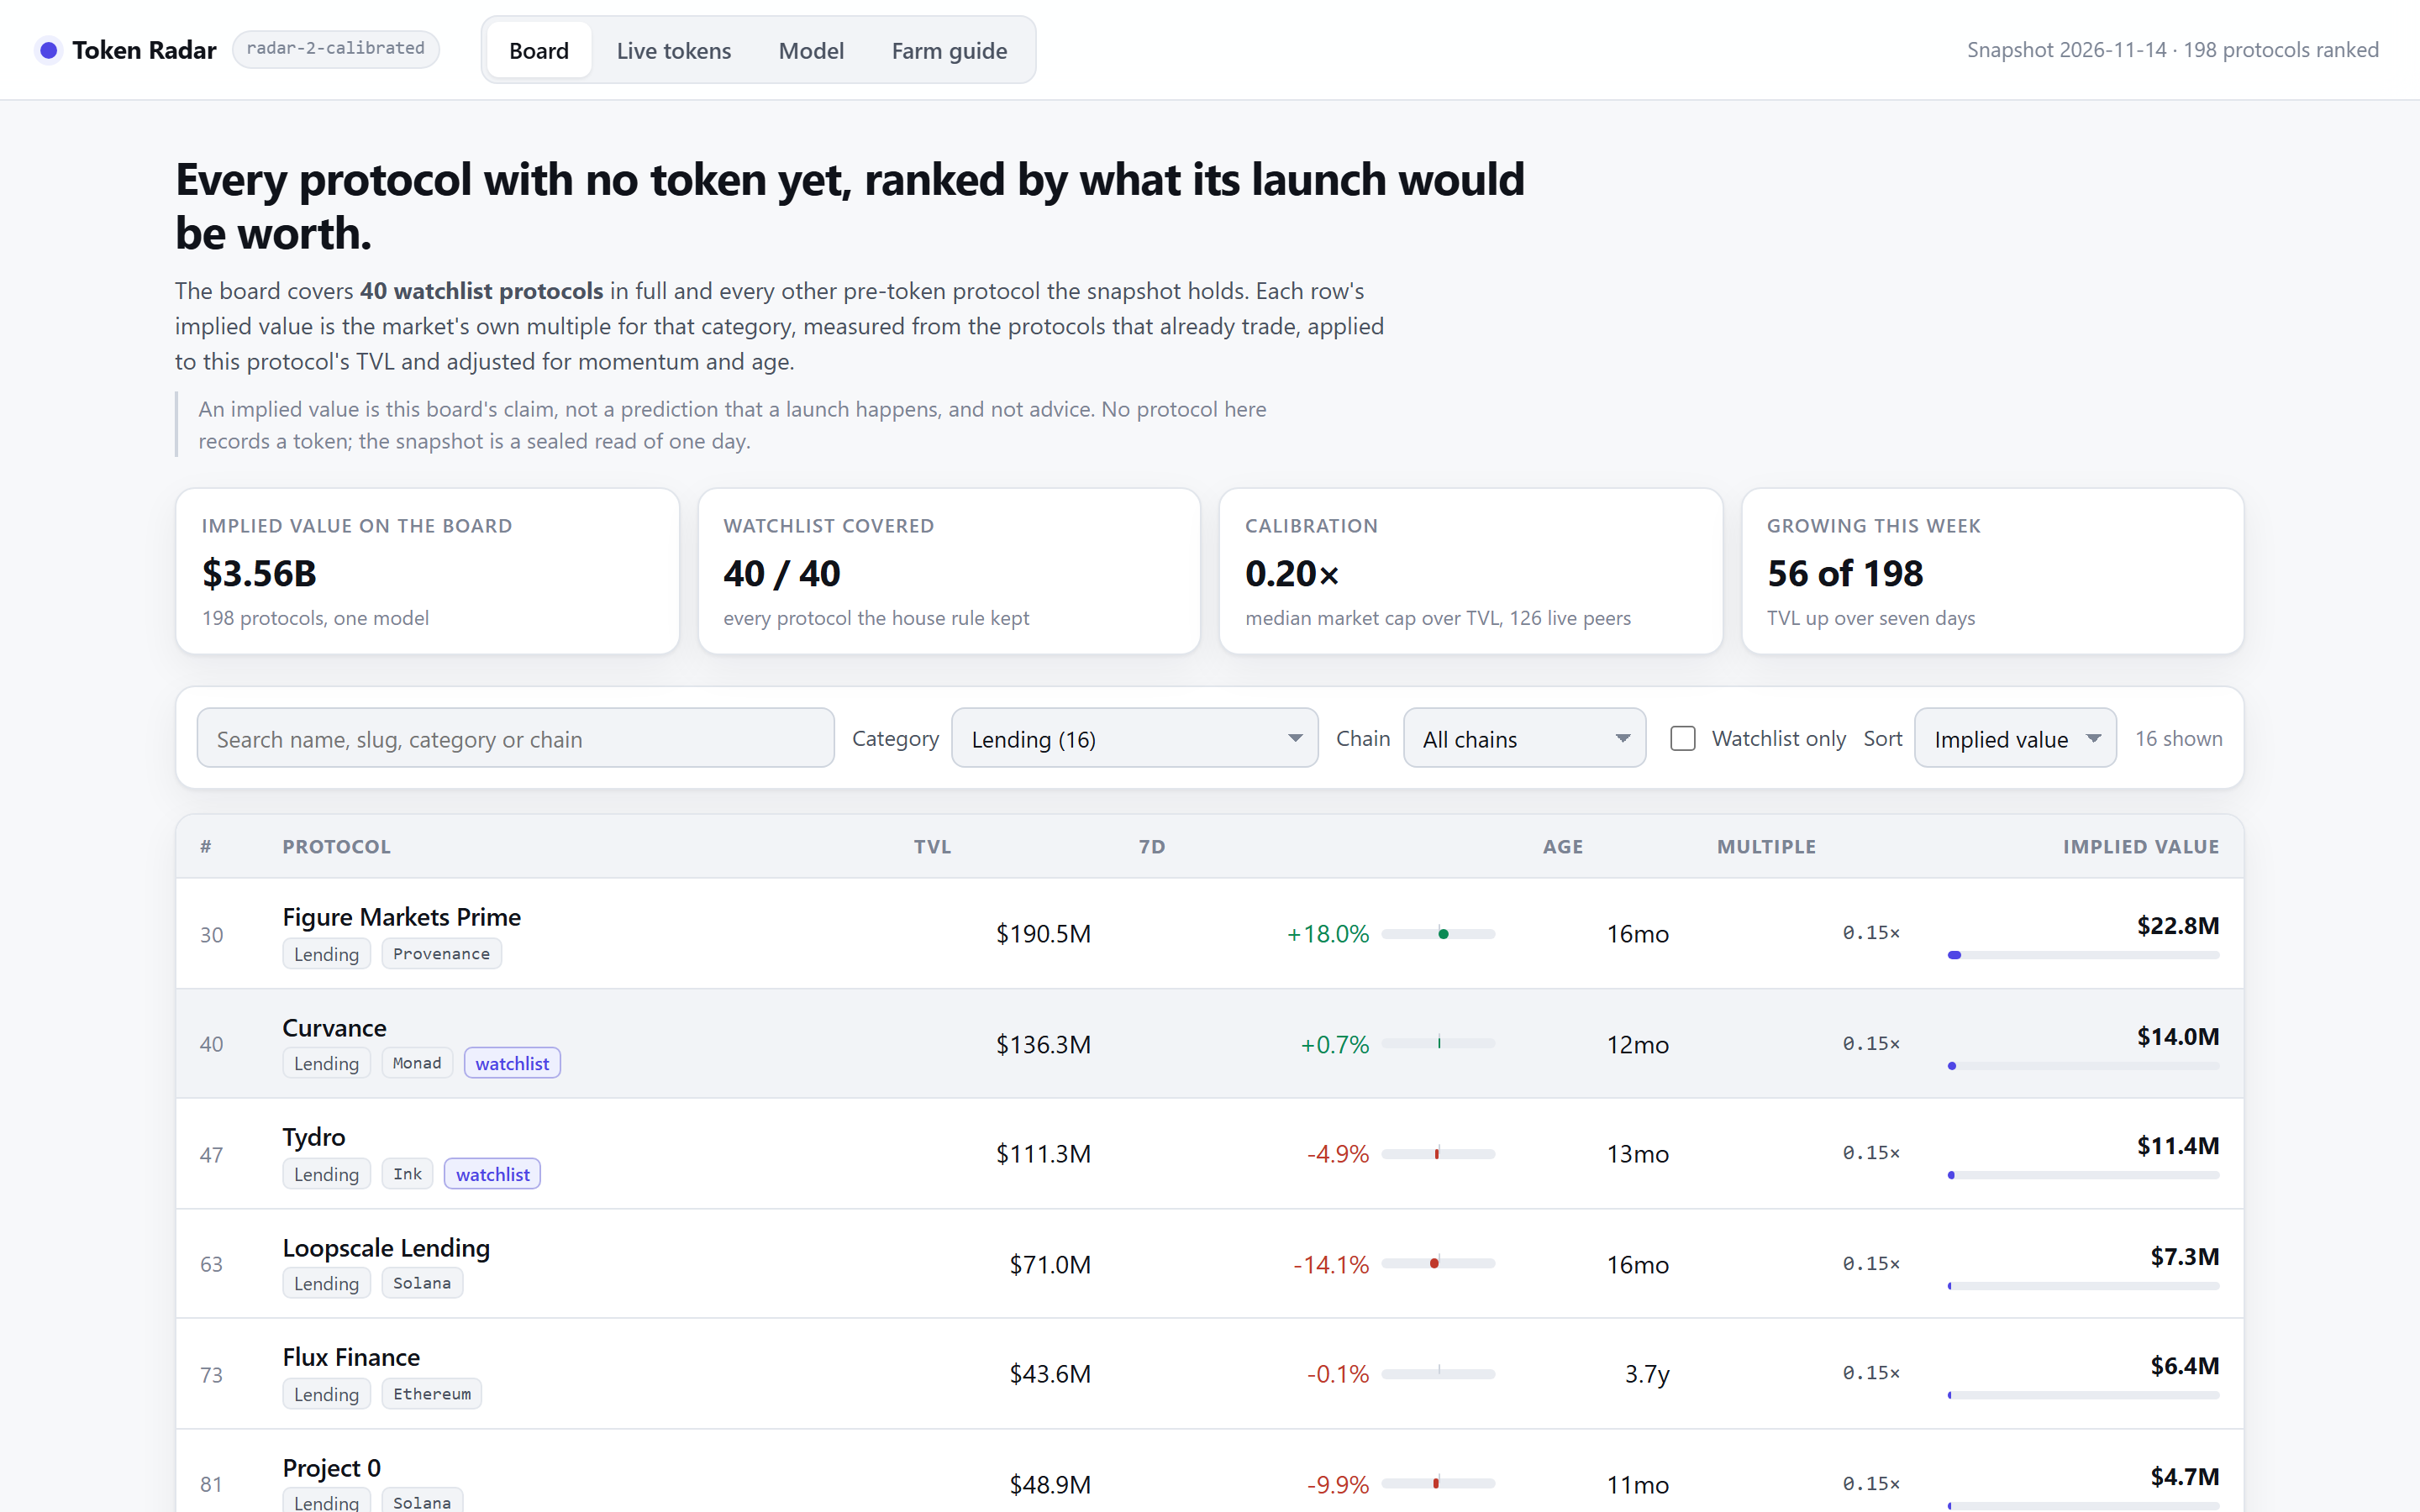 Token Radar
radar-2-calibrated
Board
Live tokens
Model
Farm guide
Snapshot 2026-11-14 · 198 protocols ranked
Every protocol with no token yet, ranked by what its launch would
be worth.
The board covers 40 watchlist protocols in full and every other pre-token protocol the snapshot holds. Each row's
implied value is the market's own multiple for that category, measured from the protocols that already trade, applied
to this protocol's TVL and adjusted for momentum and age.
An implied value is this board's claim, not a prediction that a launch happens, and not advice. No protocol here
records a token; the snapshot is a sealed read of one day.
IMPLIED VALUE ON THE BOARD
$3.56B
198 protocols, one model
WATCHLIST COVERED
40 / 40
every protocol the house rule kept
CALIBRATION
0.20×
median market cap over TVL, 126 live peers
GROWING THIS WEEK
56 of 198
TVL up over seven days
Search name, slug, category or chain
Category
Lending (16)
Chain
All chains
Watchlist only
Sort
Implied value
16 shown
# PROTOCOL TVL 7D AGE MULTIPLE IMPLIED VALUE
30 Figure Markets Prime $190.5M +18.0% 16mo 0.15× $22.8M
Lending Provenance
40 Curvance $136.3M +0.7% 12mo 0.15× $14.0M
Lending Monad watchlist
47 Tydro $111.3M -4.9% 13mo 0.15× $11.4M
Lending Ink watchlist
63 Loopscale Lending $71.0M -14.1% 16mo 0.15× $7.3M
Lending Solana
73 Flux Finance $43.6M -0.1% 3.7y 0.15× $6.4M
Lending Ethereum
81 Project 0 $48.9M -9.9% 11mo 0.15× $4.7M
Lending Solana